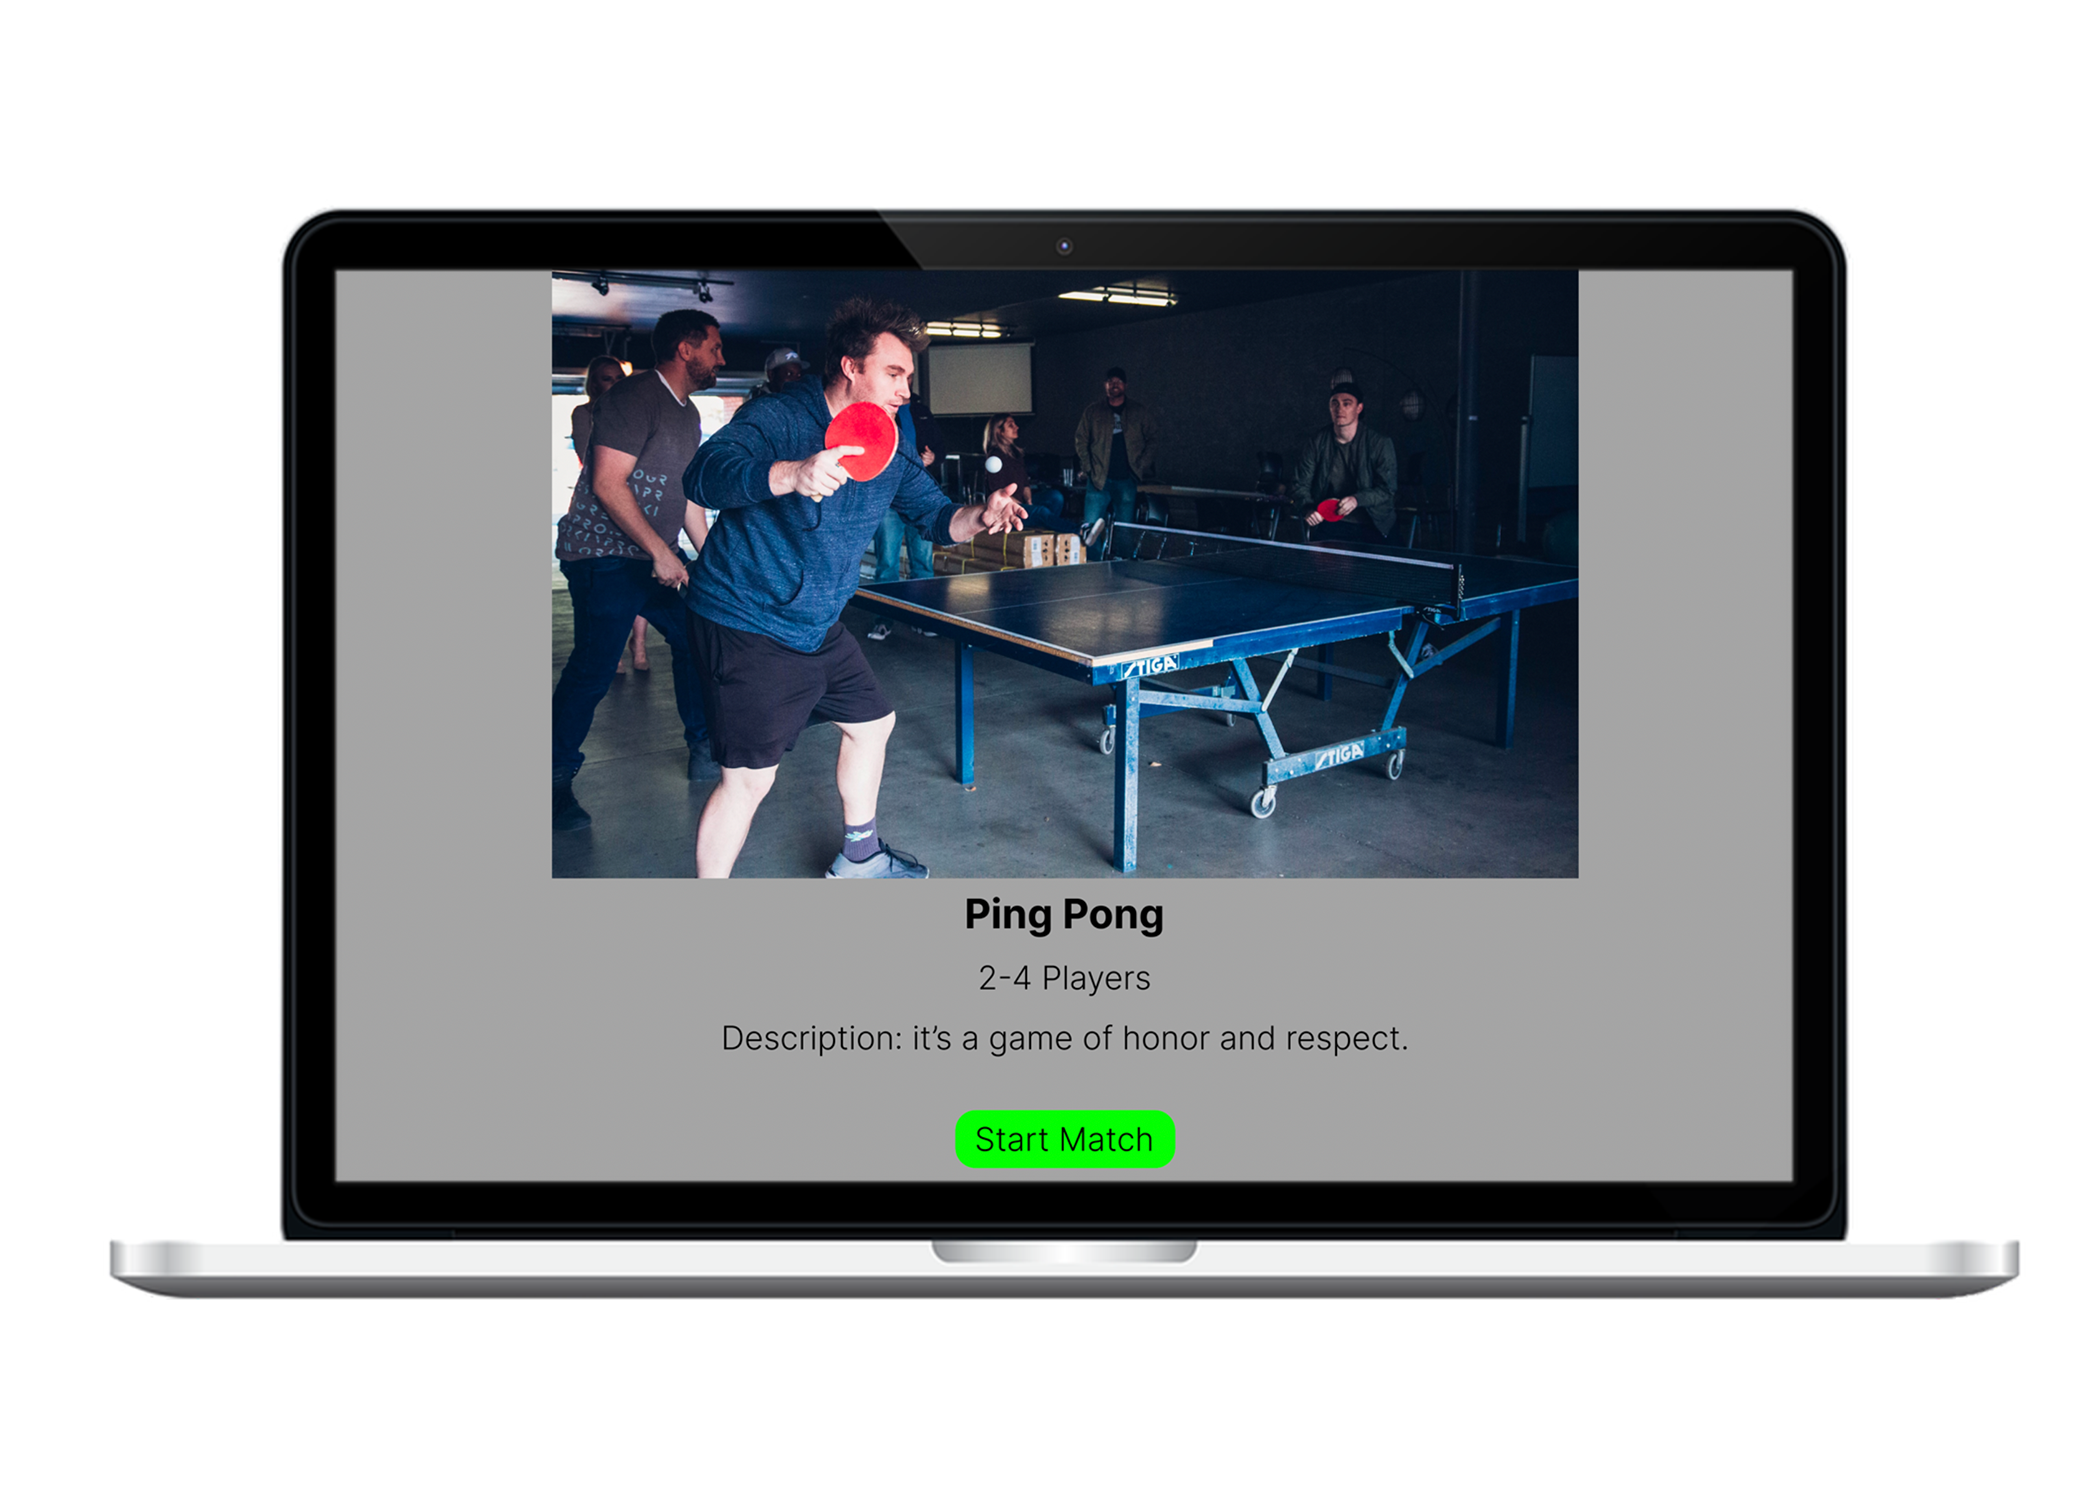 STIGA
STIGA
Ping Pong
2-4 Players
Description: it’s a game of honor and respect.
Start Match